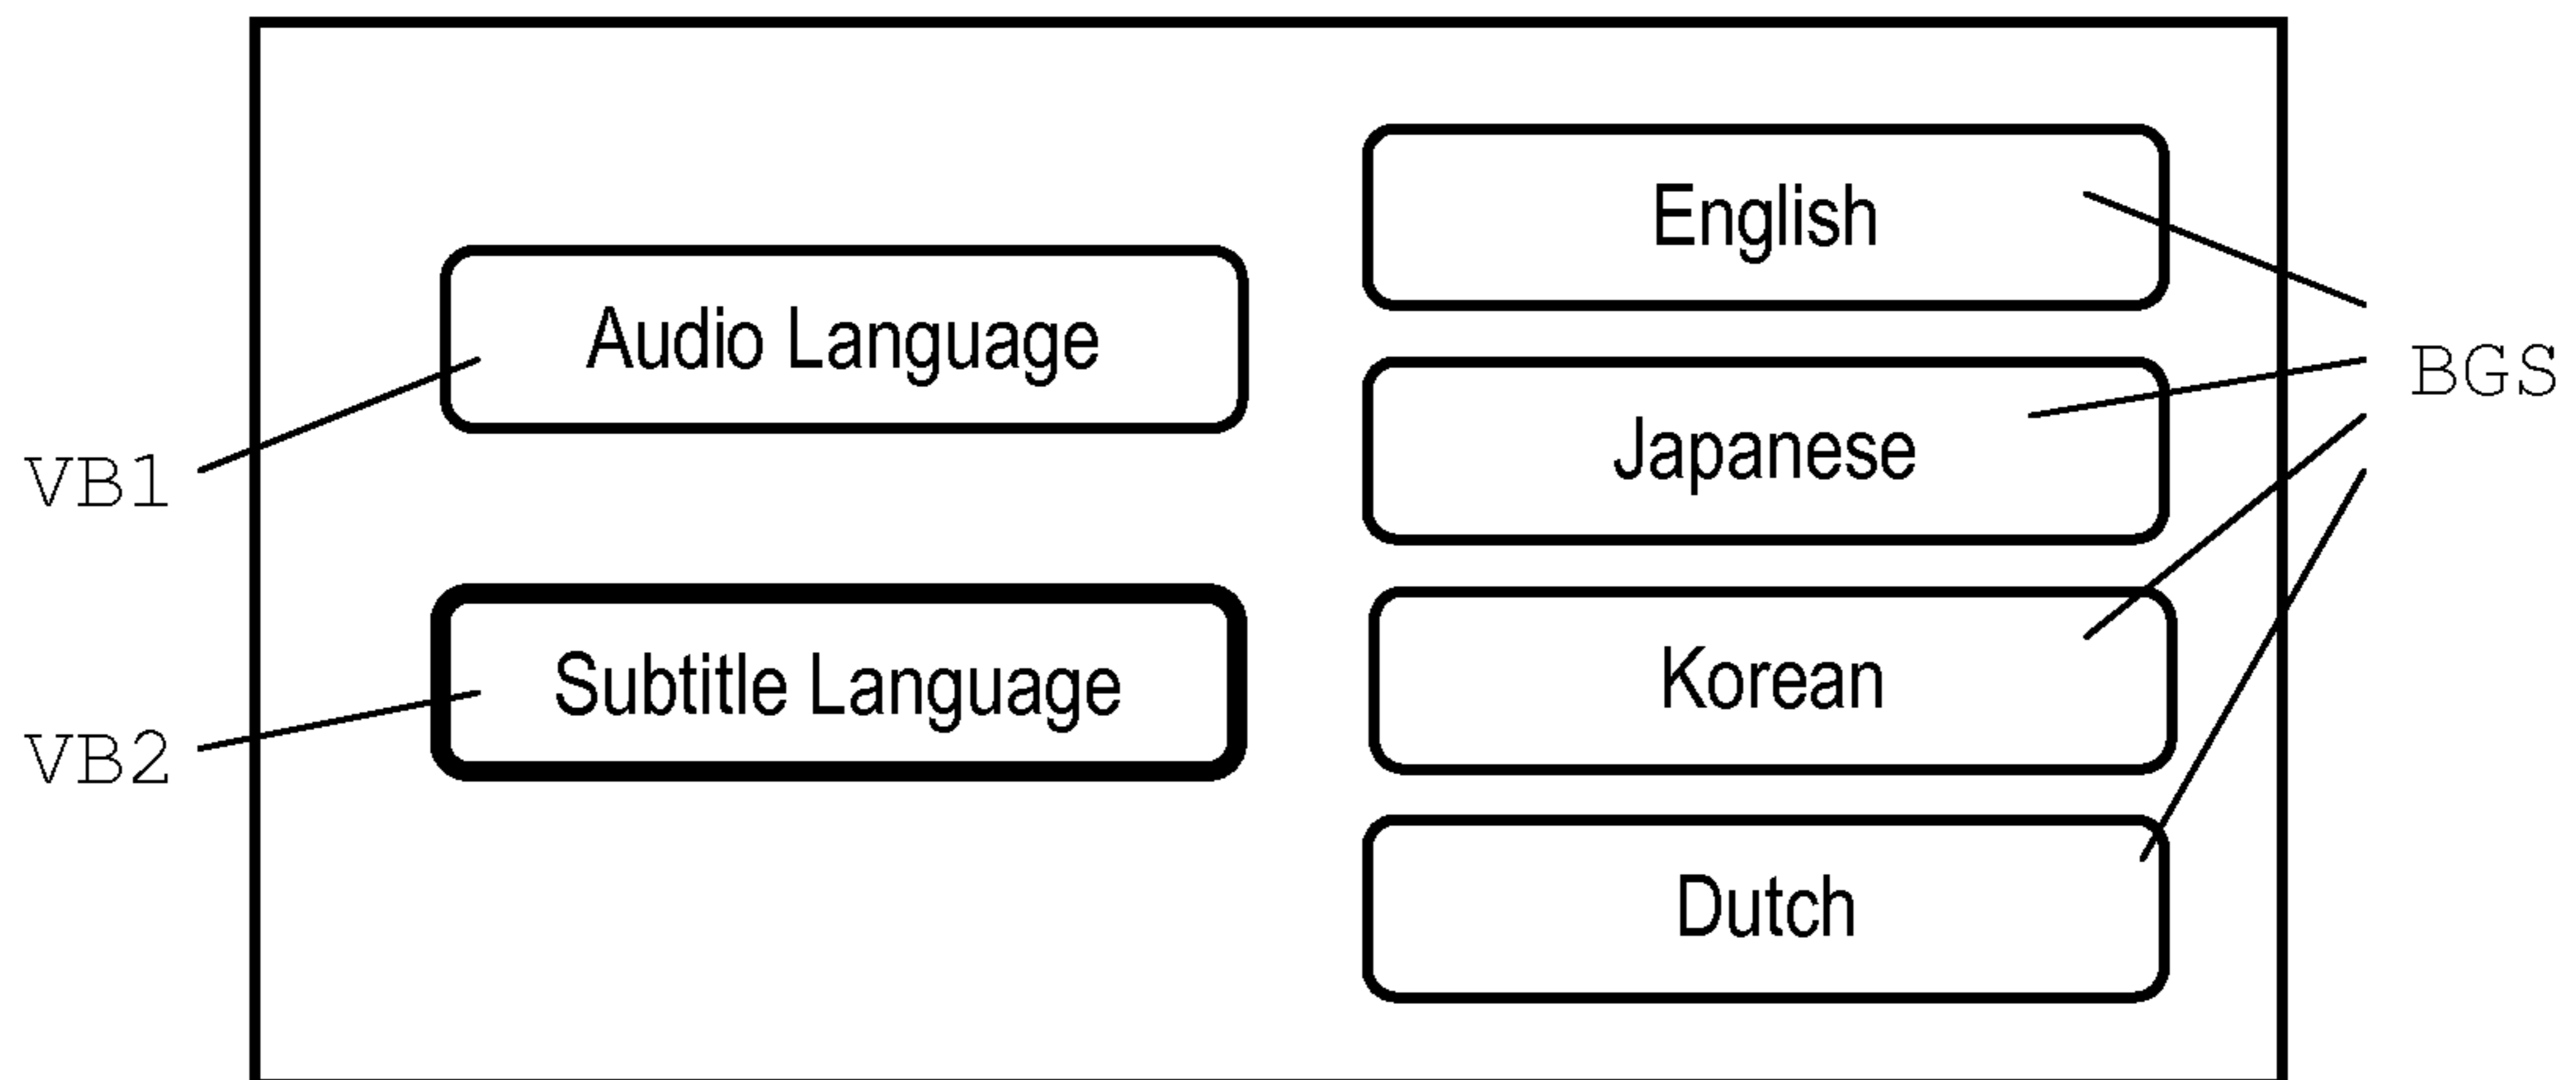 English
Audio Language
BGS
Japanese
VB1
Subtitle Language
Korean
VB2
Dutch